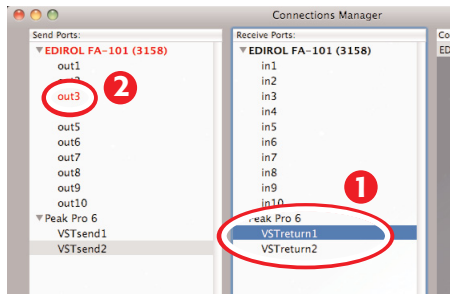 Connections Manager
Send Ports:
EDIROL FA-101 (3158)
out1
out3
out5
out6
out7
out8
out9
out10
Peak Pro 6
VSTsend1
VSTsend2
2
Receive Ports:
EDIROL FA-101 (3158)
in1
in2
in3
in4
in5
in6
in7
in8
in9
in10
Peak Pro 6
VSTreturn1
VSTreturn2
1
Co
ED